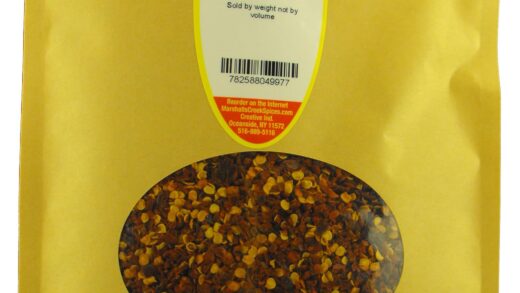 Sold by weight not by
volume
782588049977
Reorder on the Internet
MarshallsCreekSpices.com
Creative Ind.
Oceanside, NY 11572
516-889-5116